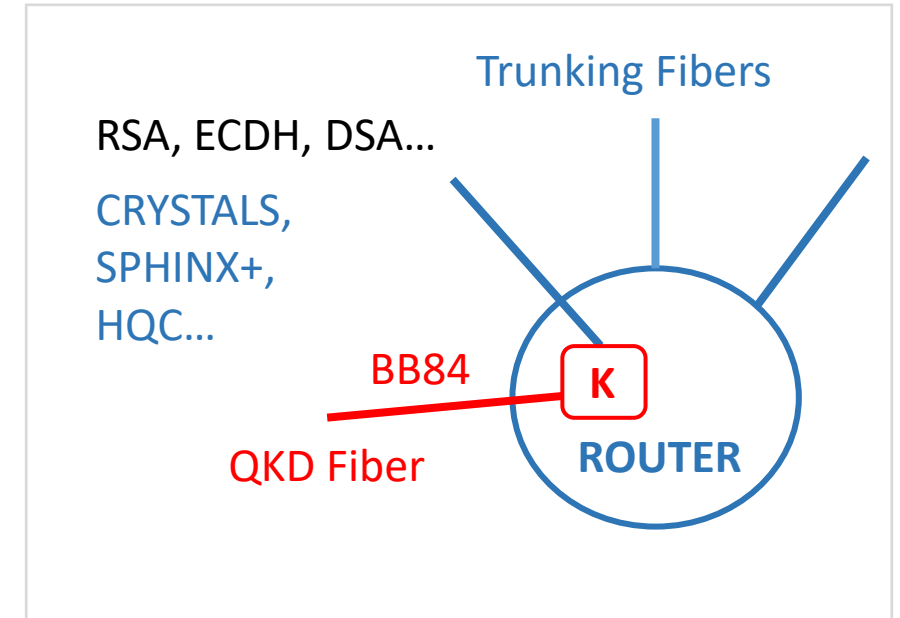 Trunking Fibers
RSA, ECDH, DSA…
CRYSTALS,
SPHINX+,
HQC…
BB84
K
QKD Fiber
ROUTER